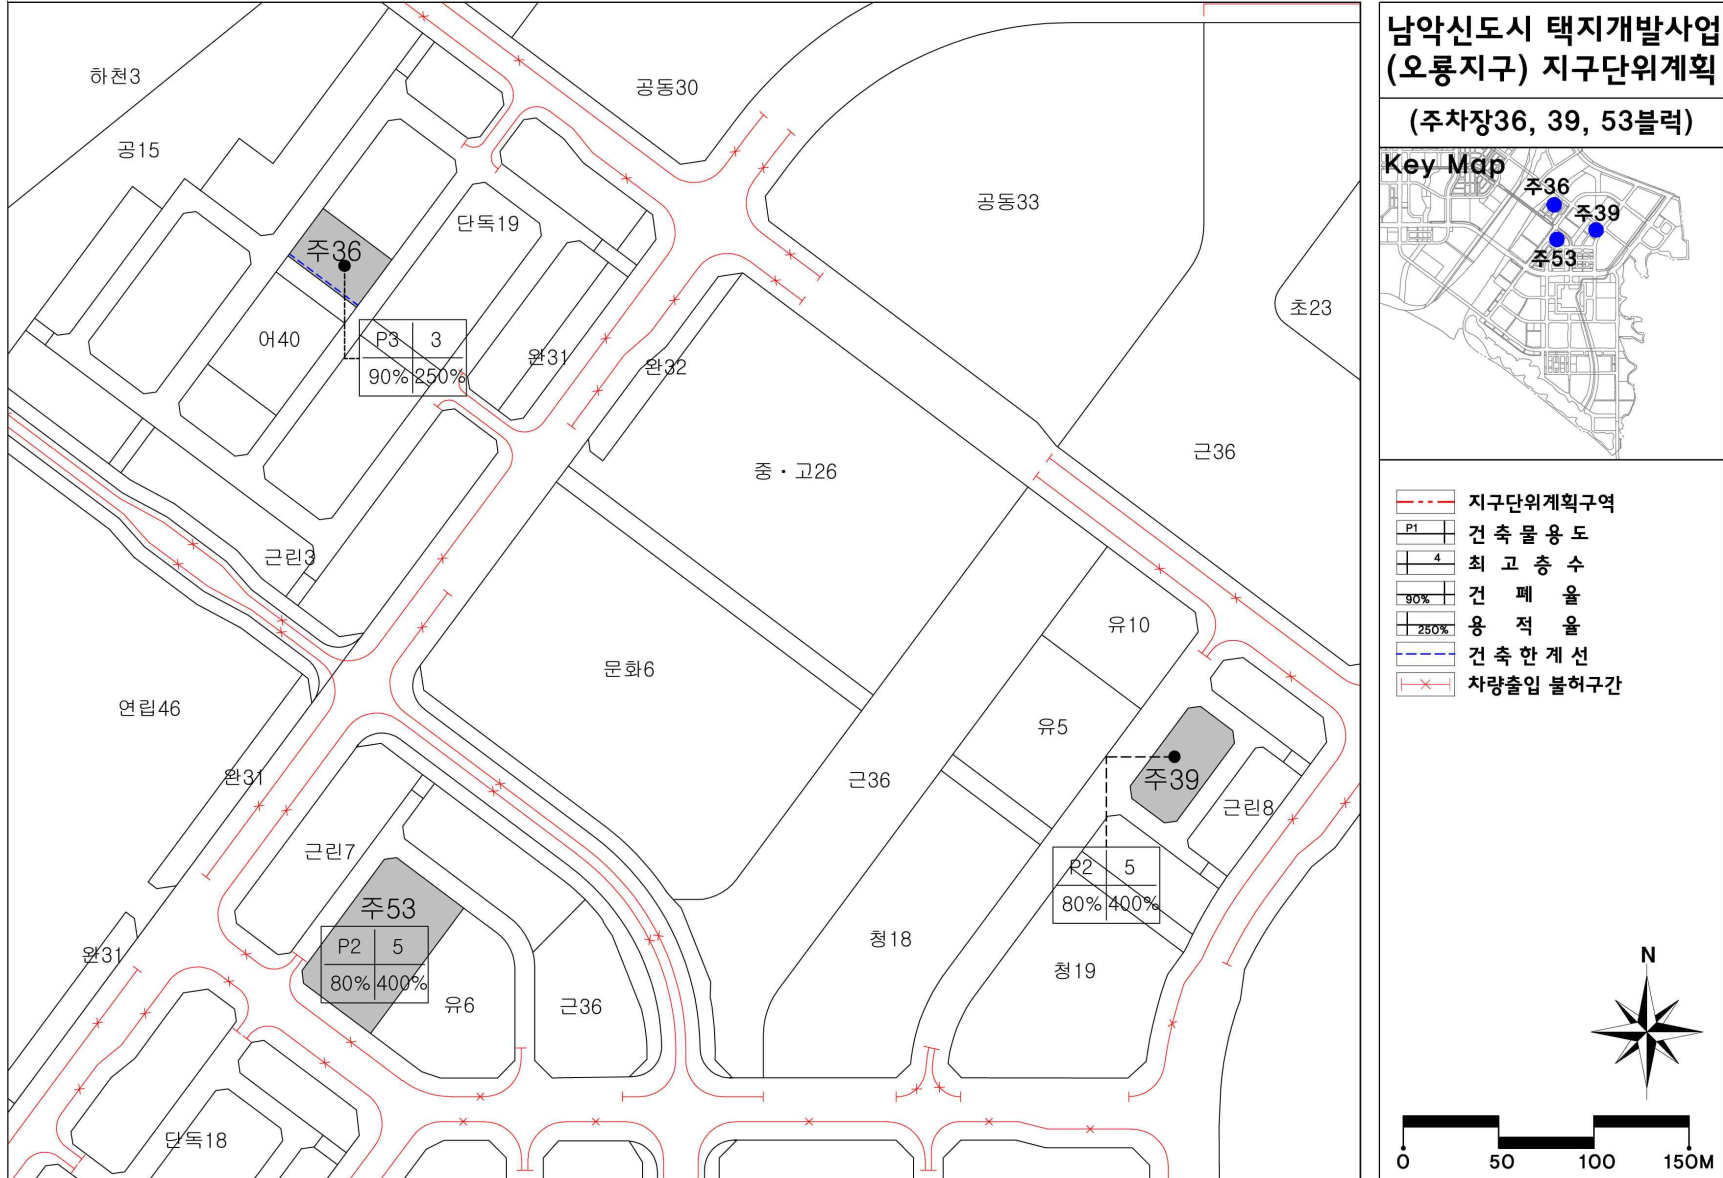 남악신도시 택지개발사업
(오룡지구) 지구단위계획
(주차장36, 39, 53블럭)
Key Map
주36
주39
주53
지구단위계획구역
P1
건축물용도
4
최고층수
90%
건폐율
250%
용적율
건축한계선
차량출입 불허구간
N
0 50 100 150M
하천3
공동30
공15
공동33
단독19
주36
초23
어40
P3 3
90% 250%
완31
완32
근36
중·고26
근린3
유10
문화6
연립46
유5
완31
근36
주39
근린8
근린7
P2 5
80% 400%
주53
청18
P2 5
80% 400%
완31
청19
유6
근36
단독18